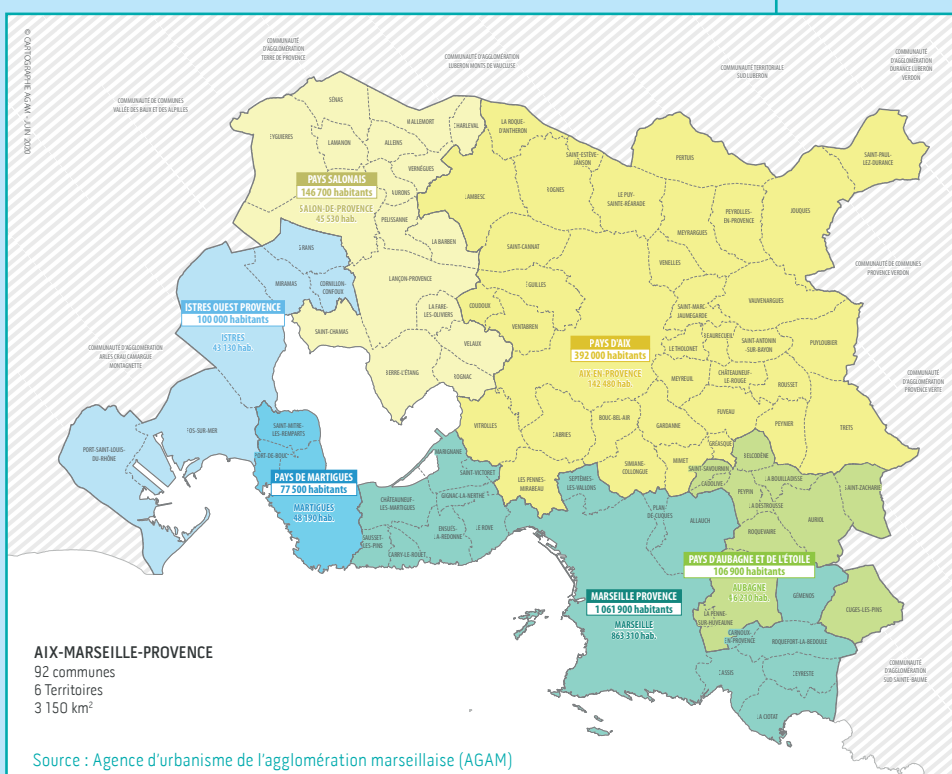 © CARTOGRAPHIE AGAM - JUIN 2020
COMMUNAUTÉ
D'AGGLOMÉRATION
TERRE DE PROVENCE
COMMUNAUTÉ D'AGGLOMÉRATION
LUBERON MONTS DE VAUCLUSE
COMMUNAUTÉ TERRITORIALE
SUD LUBERON
COMMUNAUTÉ
D'AGGLOMÉRATION
DURANCE LUBERON
VERDON
COMMUNAUTÉ DE COMMUNES
VALLÉE DES BAUX ET DES ALPILLES
SÉNAS
EYGUIERES
LAMANON
ALLEINS
MALLEMORT
CHARLEVAL
VERNÈGUES
AURONS
LA ROQUE-
D'ANTHERON
SAINT-ESTÈVE-
JANSON
PERTUIS
SAINT-PAUL-
LEZ-DURANCE
PAYS SALONAIS
146 700 habitants
SALON-DE-PROVENCE
45 530 hab.
PELISSANNE
LA BARBEN
LAMBESC
ROGNES
LE PUY-
SAINTE-RÉARADE
PEYROLLES-
EN-PROVENCE
JOUQUES
MEYRARGUES
SAINT-CANNAT
VENELLES
GRANS
MIRAMAS
CORNILLON-
CONFOUX
LANÇON-PROVENCE
EGUILLES
COUDOUX
VENTABREN
LA FARE-
LES-OLIVIERS
VELAUX
SAINT-CHAMAS
BERRE-L'ÉTANG
ROGNAC
COMMUNAUTÉ DE COMMUNES
PROVENCE VERDON
ISTRES OUEST PROVENCE
100 000 habitants
ISTRES
43 130 hab.
COMMUNAUTÉ D'AGGLOMÉRATION
ARLES CRAU CAMARGUE
MONTAGNETTE
SAINT-MARC
JAUMEGARDE
VAUVENARGUES
BEAURECUEIL
SAINT-ANTONIN
-SUR-BAYON
PUYLOUBIER
LE THOLONET
PAYS D'AIX
392 000 habitants
AIX-EN-PROVENCE
142 480 hab.
MEYREUIL
CHÂTEAUNEUF-
LE-ROUGE
ROUSSET
COMMUNAUTÉ
D'AGGLOMÉRATION
PROVENCE VERTE
FUVEAU
PEYNIER
TRETS
VITROLLES
CABRIES
BOUC-BEL-AIR
GARDANNE
GRÉASQUE
SIMIANE-
COLLONGUE
MIMET
LES PENNES-
MIRABEAU
PORT-SAINT-LOUIS-
DU-RHÔNE
FOS-SUR-MER
SAINT-MITRE-
LES-REMPARTS
PORT-DE-BOUC
PAYS DE MARTIGUES
77 500 habitants
MARTIGUES
48 190 hab.
MARIGNANE
SAINT-VICTORET
CHÂTEAUNEUF-
LES-MARTIGUES
GIGNAC-LA-NERTHE
SAUSSET-
LES-PINS
CARRY-LE-ROUET
ENSUÈS-
LA-REDONNE
LE ROVE
SEPTÈMES-
LES-VALLONS
PLAN
DE-CUQUES
ALLAUCH
SAINT-SAVOURNIN
CADOLIVE
BELCODÈNE
LA BOUILLADISSE
PEYPIN
LA DESTROUSSE
SAINT-ZACHARIE
ROQUEVAIRE
AURIOL
PAYS D'AUBAGNE ET DE L'ÉTOILE
106 900 habitants
AUBAGNE
hab.
GÉMENOS
CUGES-LES-PINS
MARSEILLE PROVENCE
1 061 900 habitants
MARSEILLE
863 310 hab.
LA PENNE-
SUR-HUVEAUNE
CARNOUX-
EN-PROVENCE
ROQUEFORT-LA-BEDOULE
CASSIS
CEYRESTE
LA CIOTAT
COMMUNAUTÉ
D'AGGLOMÉRATION
SUD SAINTE-BAUME
AIX-MARSEILLE-PROVENCE
92 communes
6 Territoires
3 150 km²
Source : Agence d'urbanisme de l'agglomération marseillaise (AGAM)